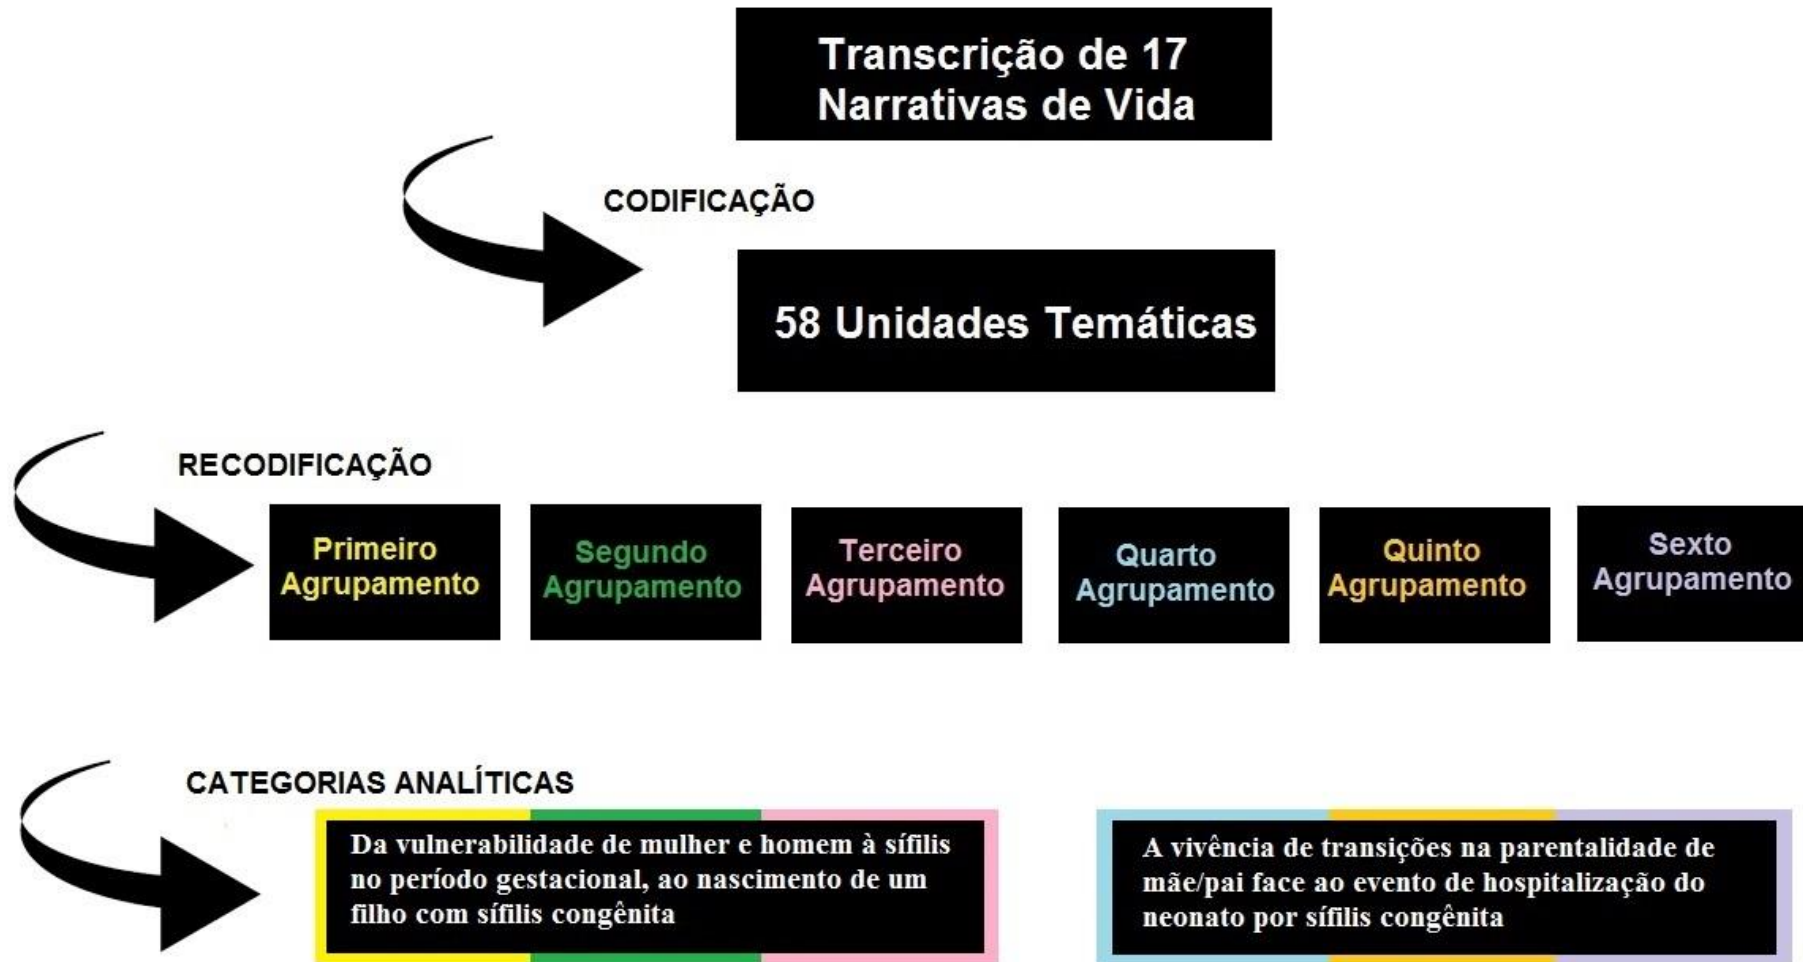 Transcrição de 17
Narrativas de Vida
CODIFICAÇÃO
58 Unidades Temáticas
RECODIFICAÇÃO
Primeiro
Agrupamento
Segundo
Agrupamento
Terceiro
Agrupamento
Quarto
Agrupamento
Quinto
Agrupamento
Sexto
Agrupamento
CATEGORIAS ANALÍTICAS
Da vulnerabilidade de mulher e homem à sífilis
no período gestacional, ao nascimento de um
filho com sífilis congênita
A vivência de transições na parentalidade de
mãe/pai face ao evento de hospitalização do
neonato por sífilis congênita